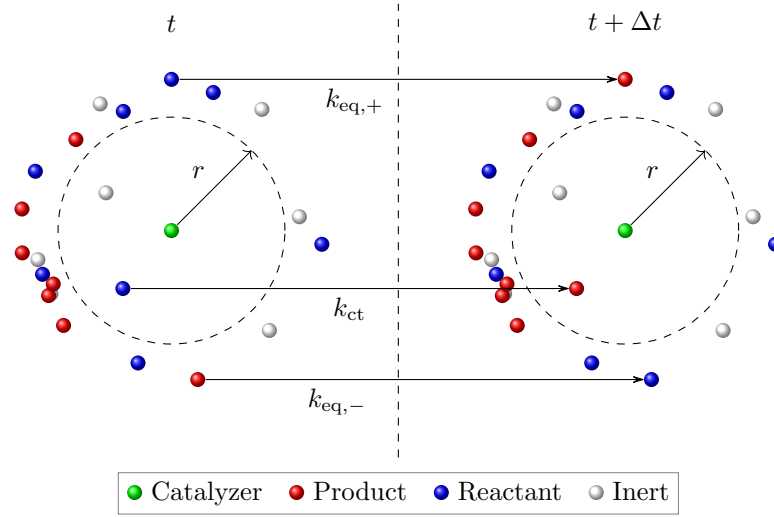 t
t + Δt
k_eq,+
r
r
k_ct
k_eq,−
Catalyzer Product Reactant Inert